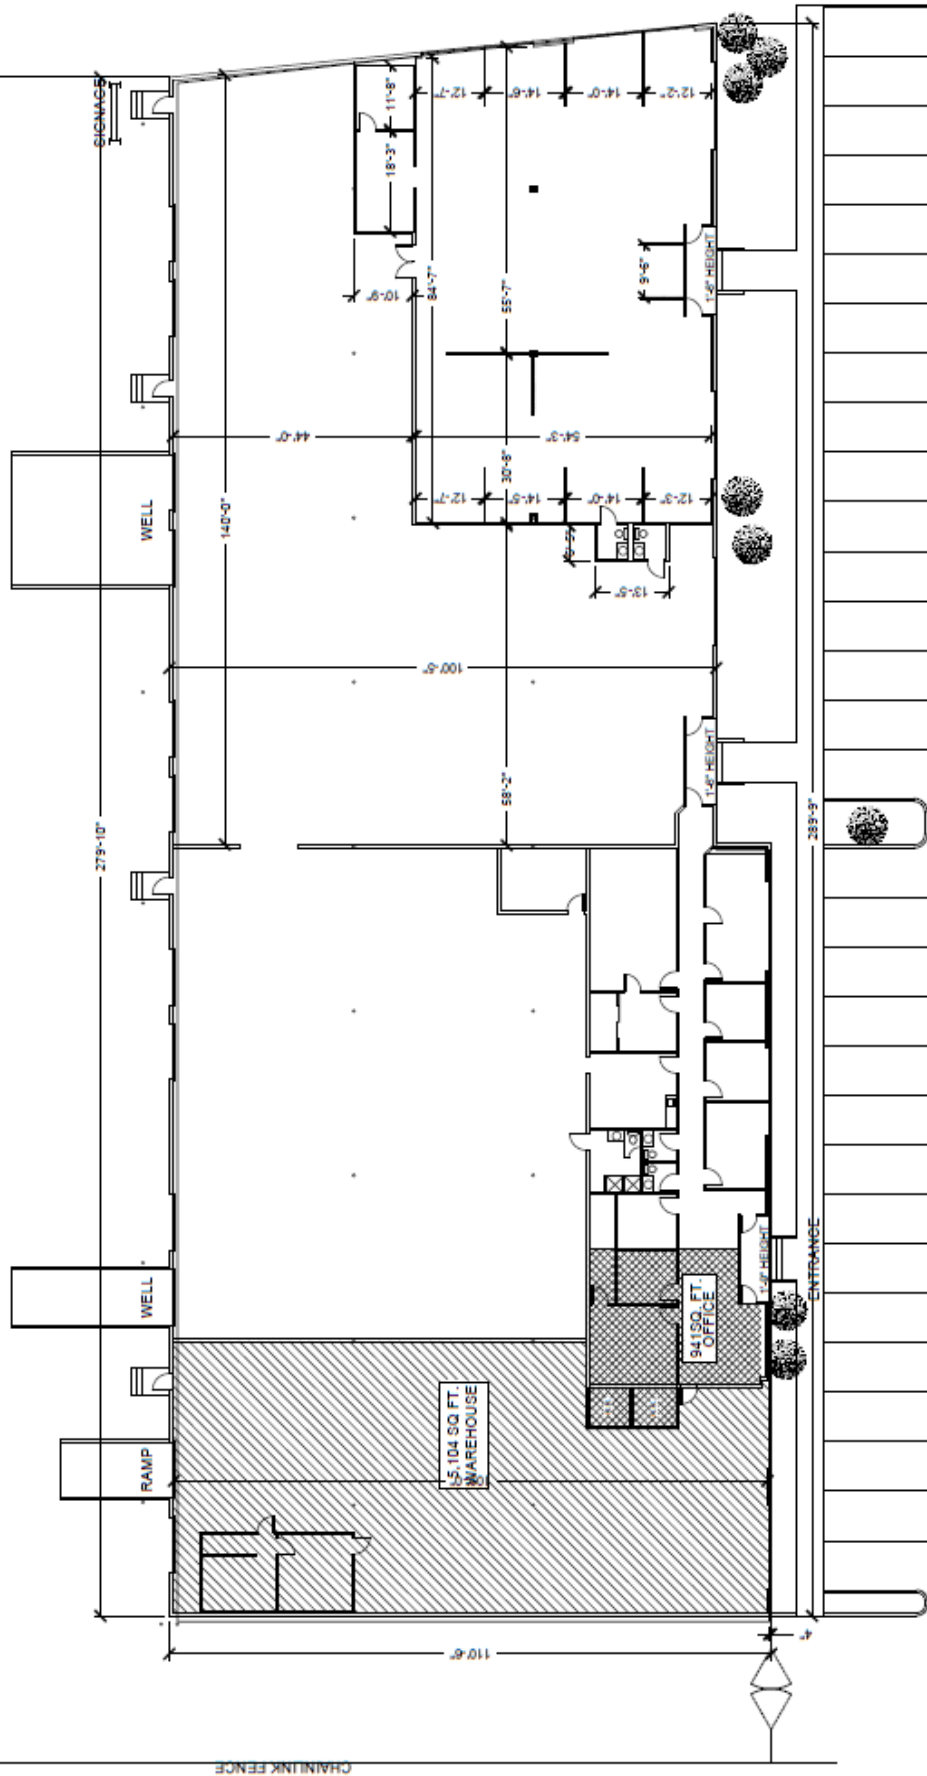 SIGNAGE
11'-8"
18'-3"
12'-7"
14'-6"
14'-0"
12'-2"
10'-9"
84'-7"
55'-7"
9'-6"
1'-6" HEIGHT
44'-0"
54'-3"
30'-8"
12'-7"
14'-5"
14'-0"
12'-3"
WELL
140'-0"
13'-5"
100'-5"
58'-2"
1'-6" HEIGHT
279'-10"
289'-9"
WELL
ENTRANCE
1'-6" HEIGHT
941SQ. FT.
OFFICE
5,104 SQ FT.
WAREHOUSE
RAMP
110'-6"
4"
CHAINLINK FENCE